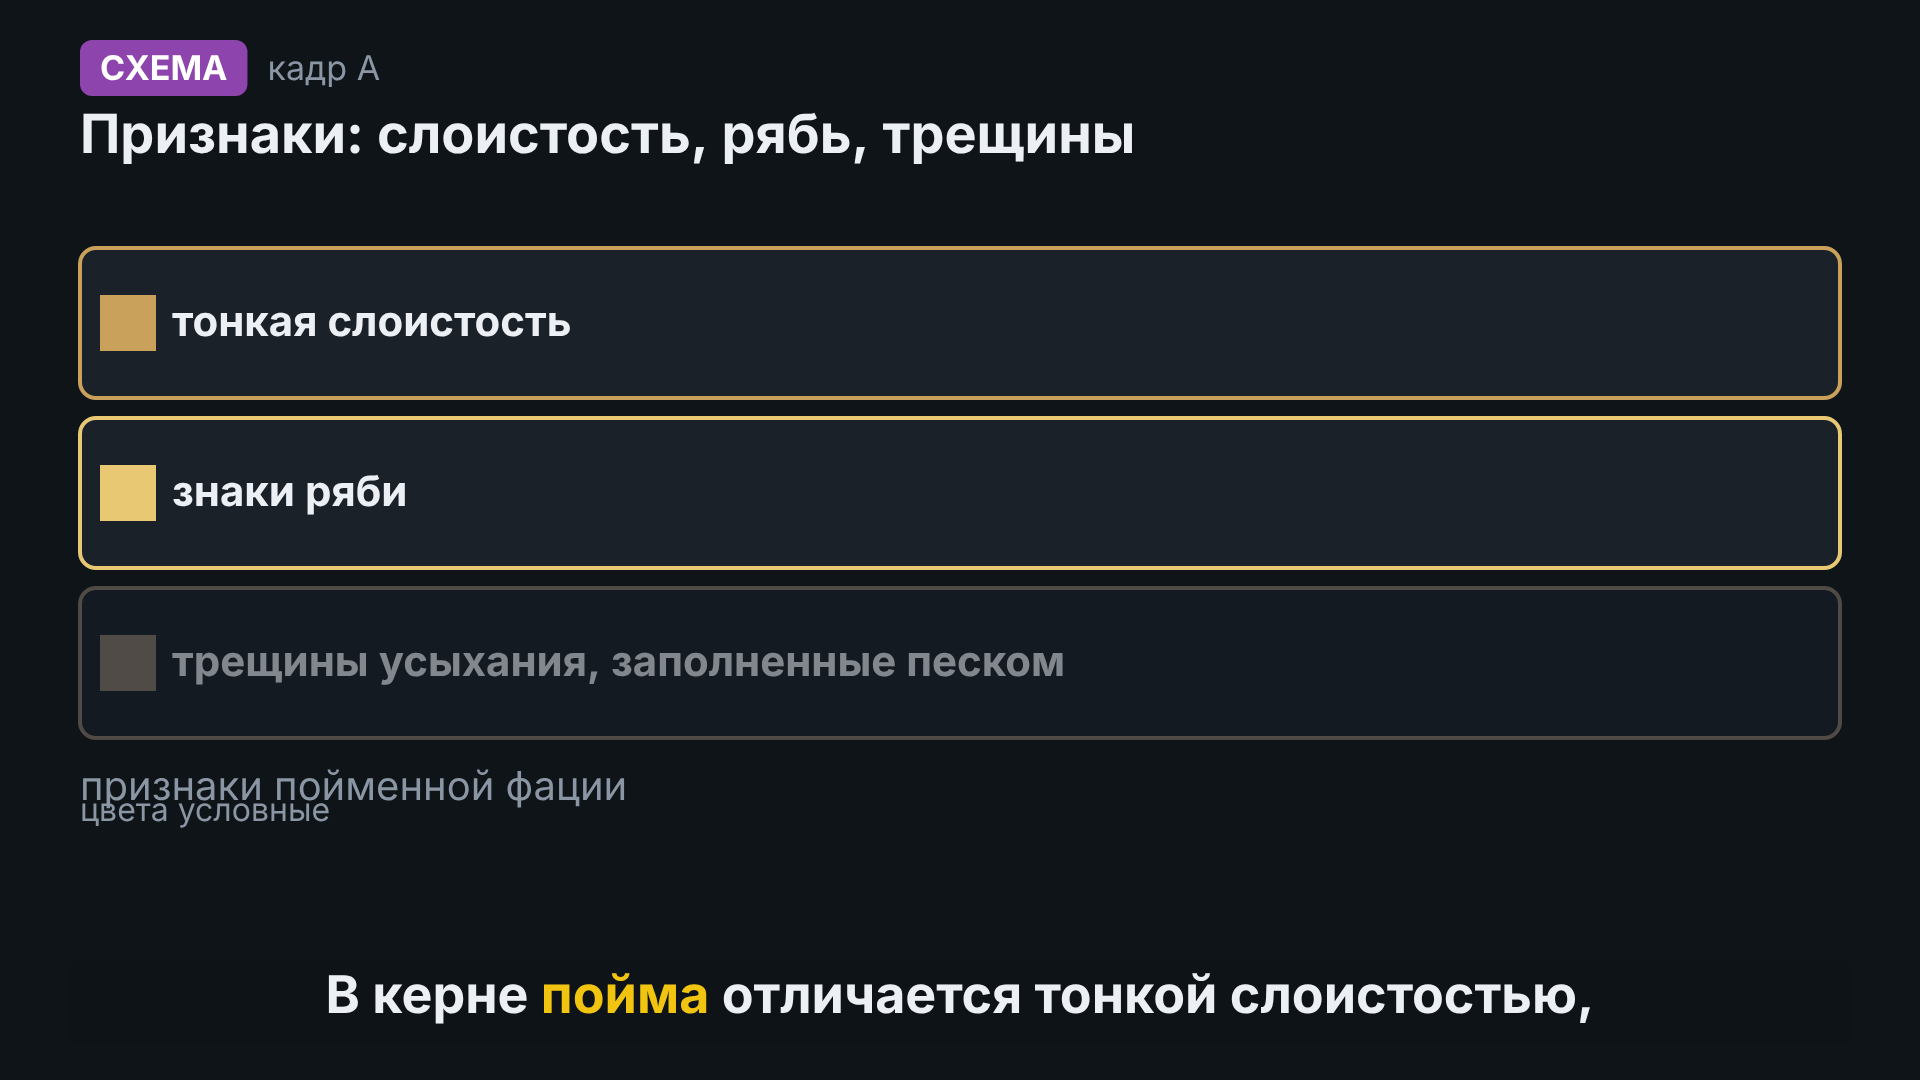 СХЕМА кадр А
Признаки: слоистость, рябь, трещины
тонкая слоистость
знаки ряби
трещины усыхания, заполненные песком
признаки пойменной фации
цвета условные
В керне пойма отличается тонкой слоистостью,